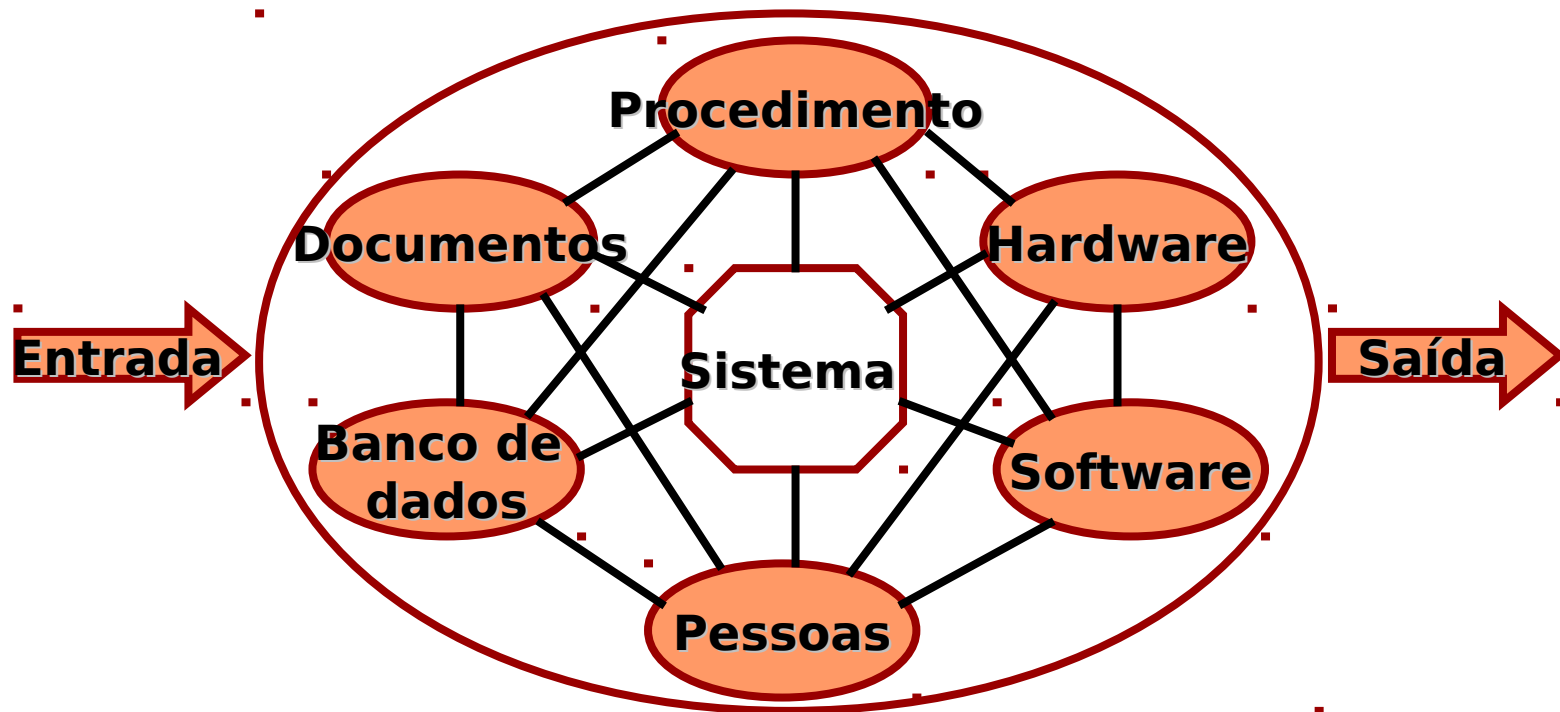 Procedimento
Documentos
Hardware
Entrada
Sistema
Saída
Banco de
dados
Software
Pessoas